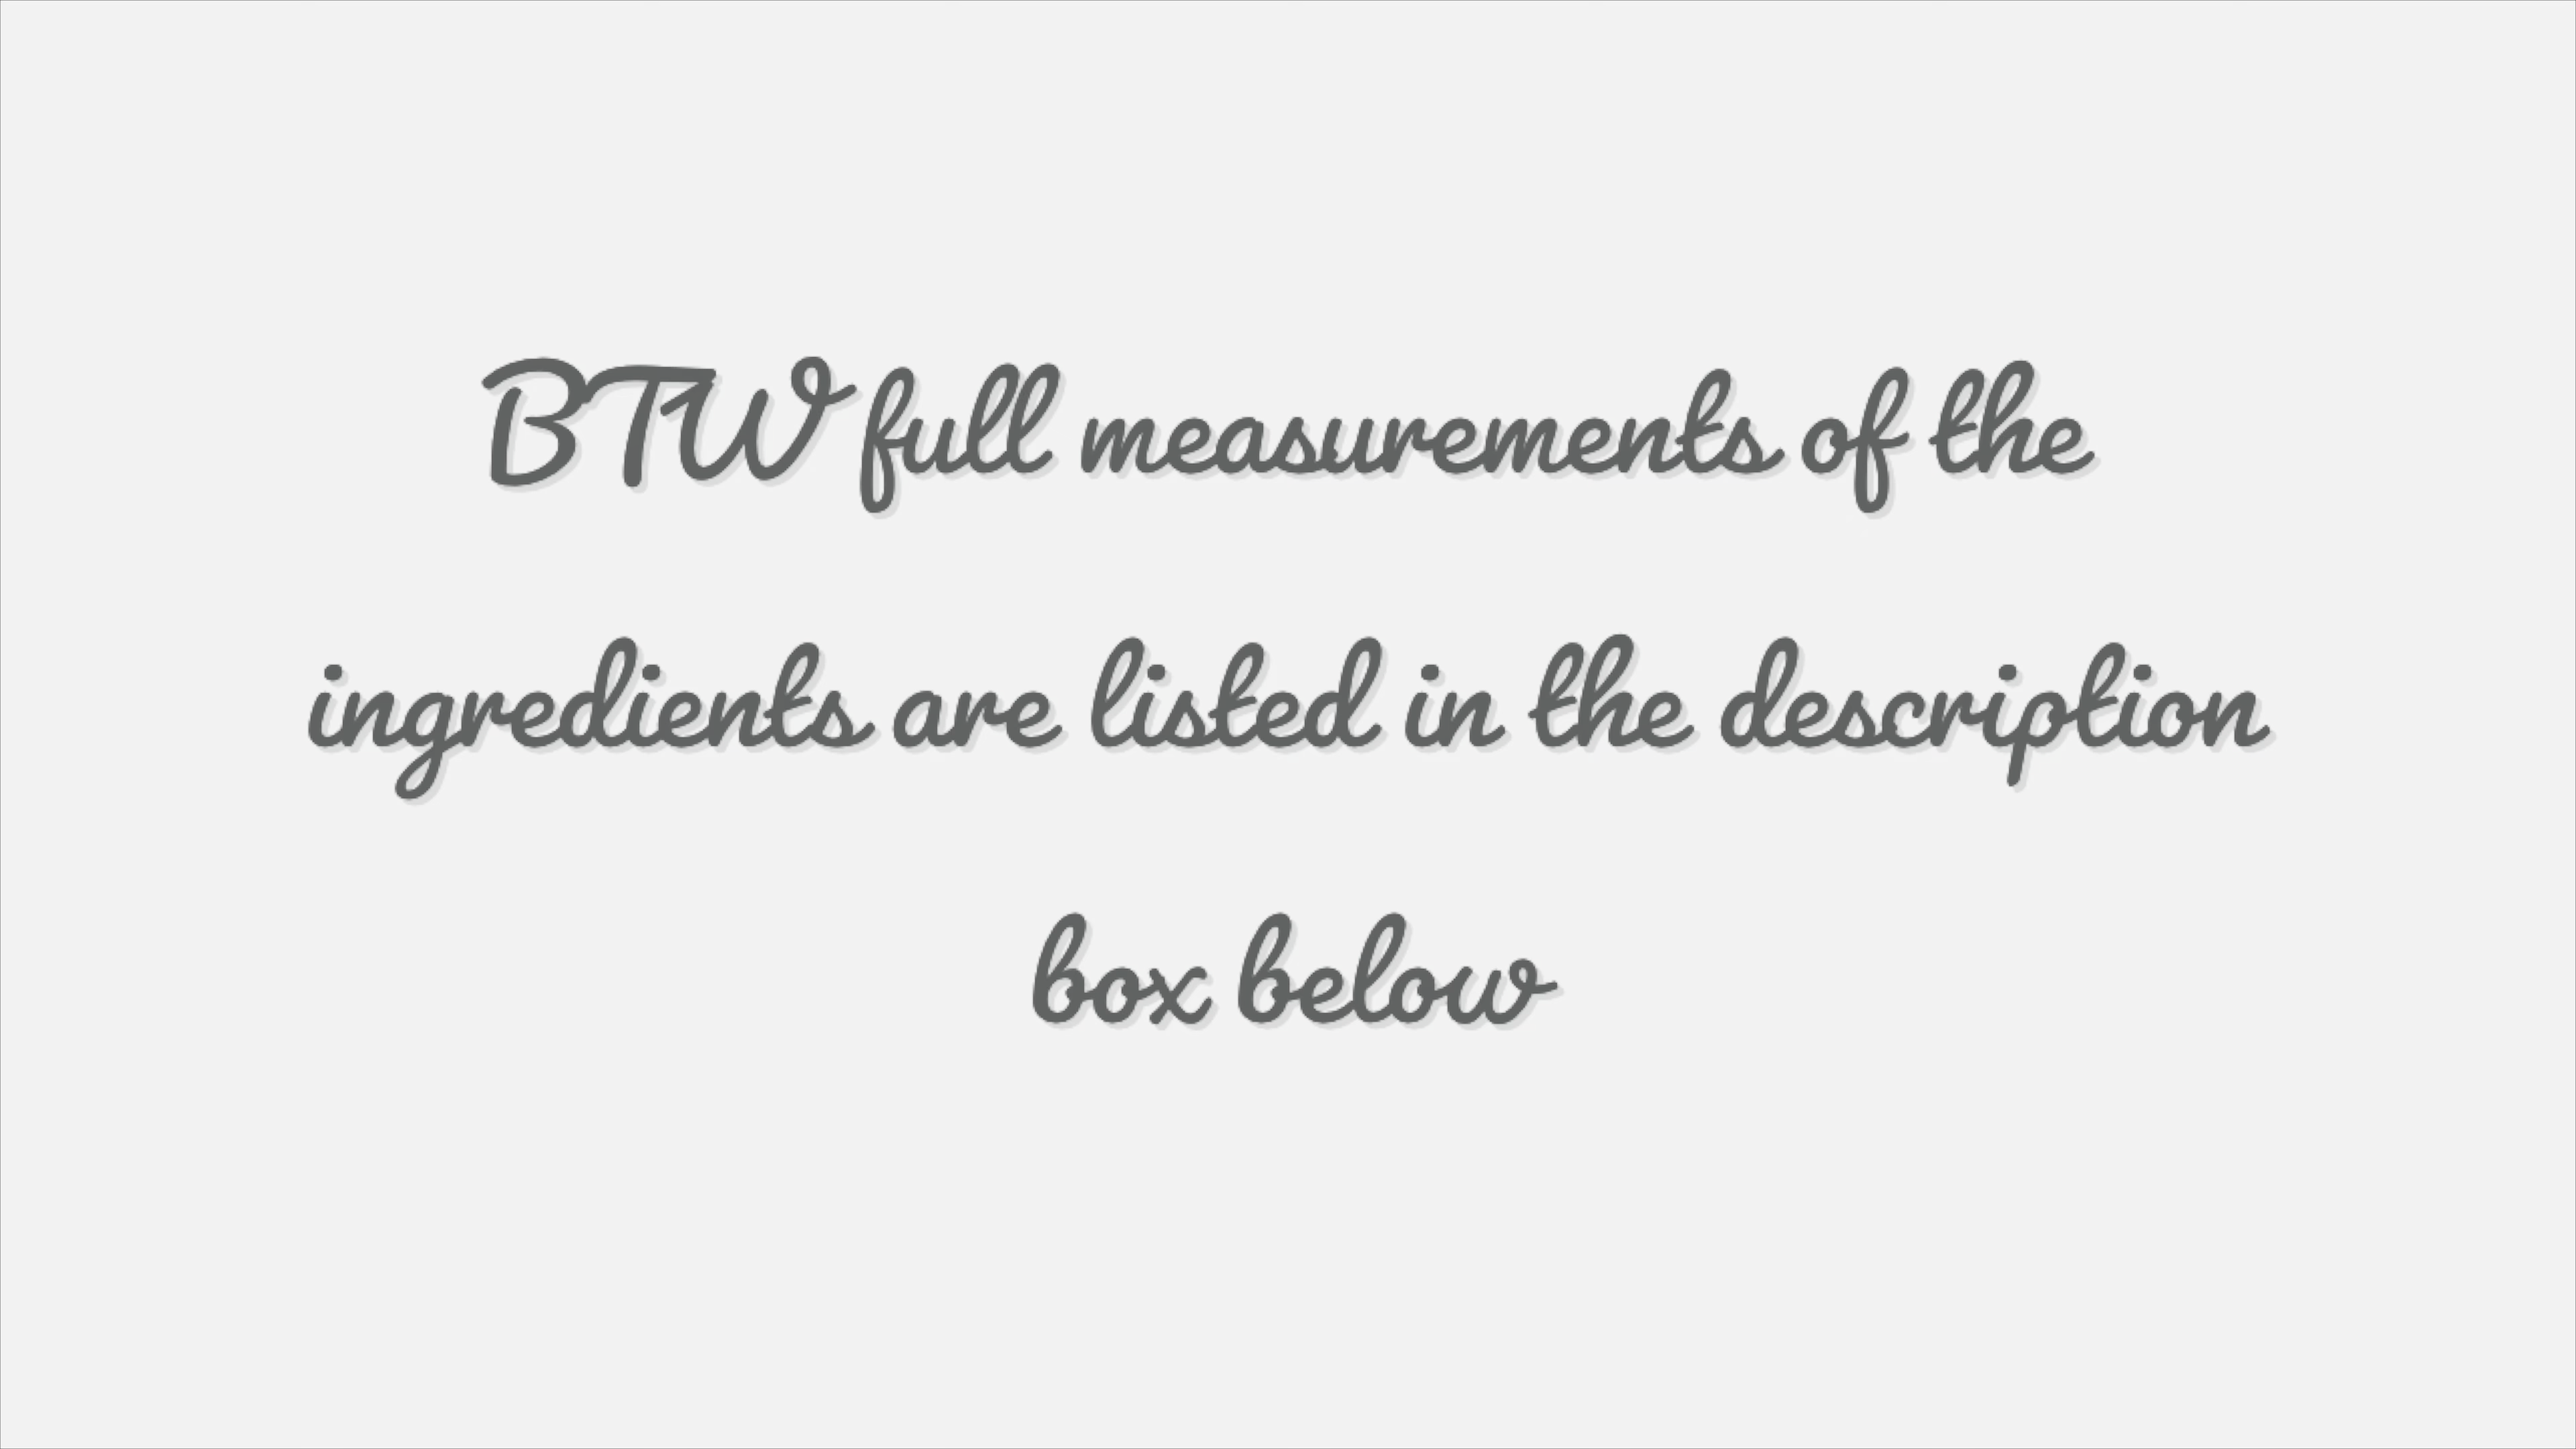 BTW full measurements of the
ingredients are listed in the description
box below